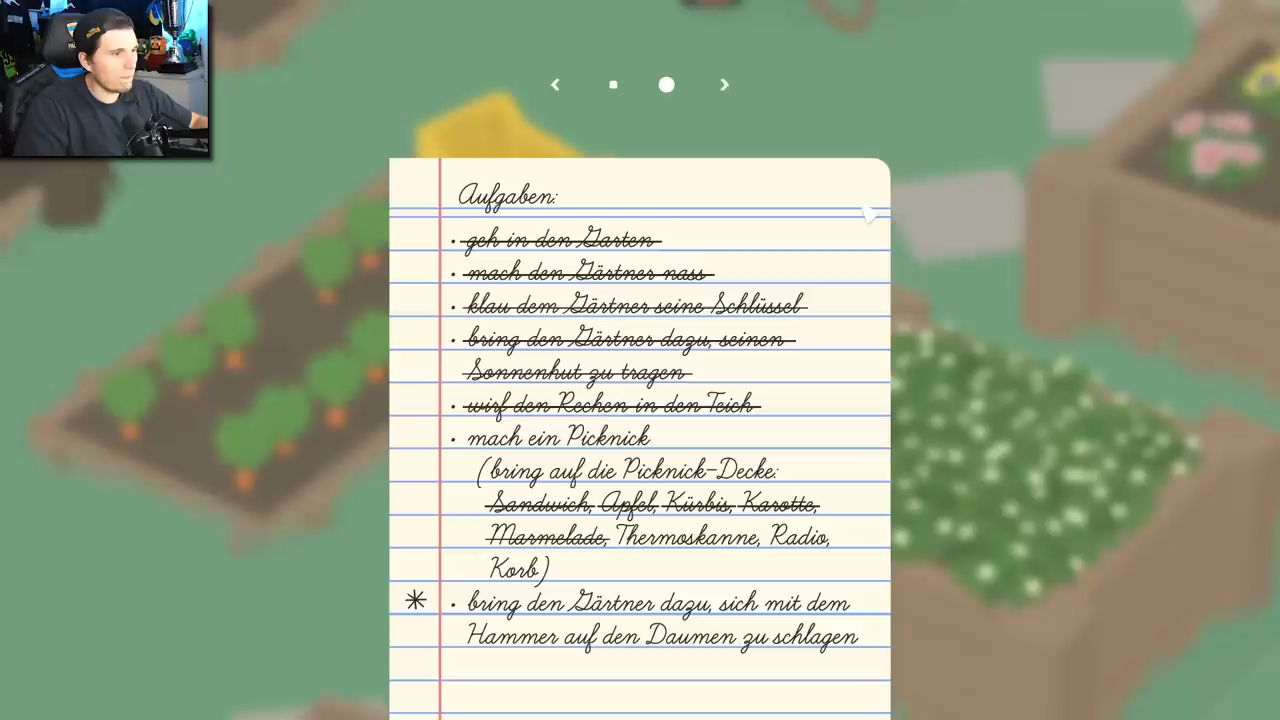 Aufgaben:
• geh in den Garten
• mach den Gärtner nass
• klau dem Gärtner seine Schlüssel
• bring den Gärtner dazu, seinen
Sonnenhut zu tragen
• wirf den Rechen in den Teich
• mach ein Picknick
(bring auf die Picknick-Decke:
Sandwich, Apfel, Kürbis, Karotte,
Marmelade, Thermoskanne, Radio,
Korb)
• bring den Gärtner dazu, sich mit dem
Hammer auf den Daumen zu schlagen